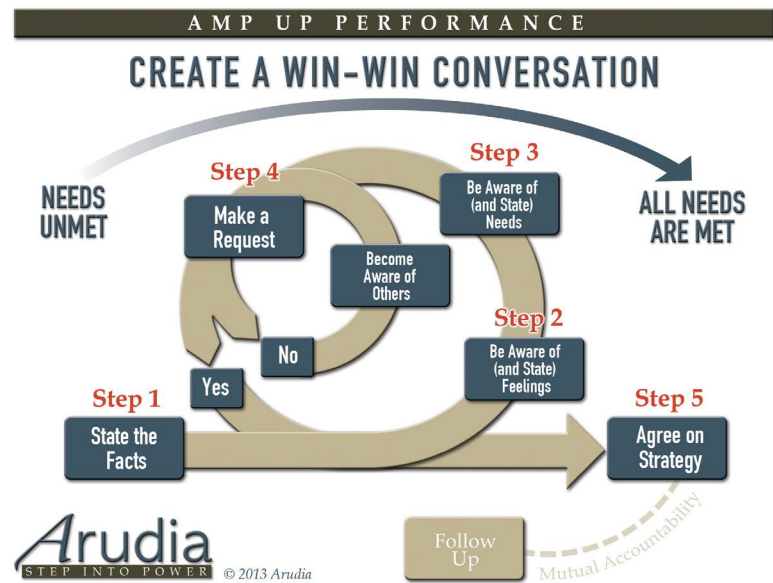 AMP UP PERFORMANCE
CREATE A WIN-WIN CONVERSATION
NEEDS
UNMET
ALL NEEDS
ARE MET
Step 1
State the
Facts
Step 2
Be Aware of
(and State)
Feelings
Step 3
Be Aware of
(and State)
Needs
Step 4
Make a
Request
Become
Aware of
Others
No
Yes
Step 5
Agree on
Strategy
Follow
Up
Mutual Accountability
Arudia
STEP INTO POWER
© 2013 Arudia